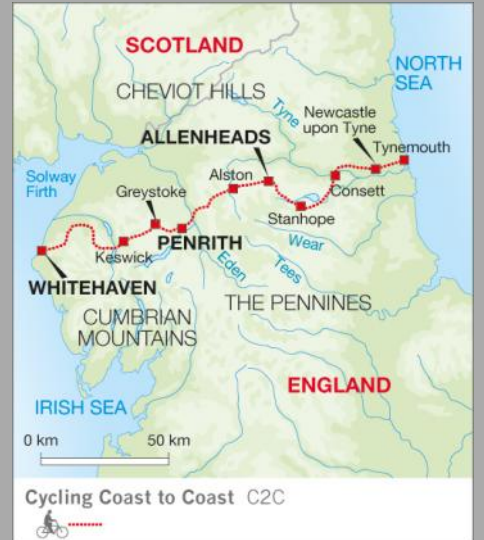 SCOTLAND
NORTH
SEA
CHEVIOT HILLS
Tyne
Newcastle
upon Tyne
ALLENHEADS
Tynemouth
Solway
Firth
Alston
Greystoke
Consett
Stanhope
PENRITH
Wear
Keswick
Eden
Tees
WHITEHAVEN
THE PENNINES
CUMBRIAN
MOUNTAINS
ENGLAND
IRISH SEA
0 km
50 km
Cycling Coast to Coast C2C